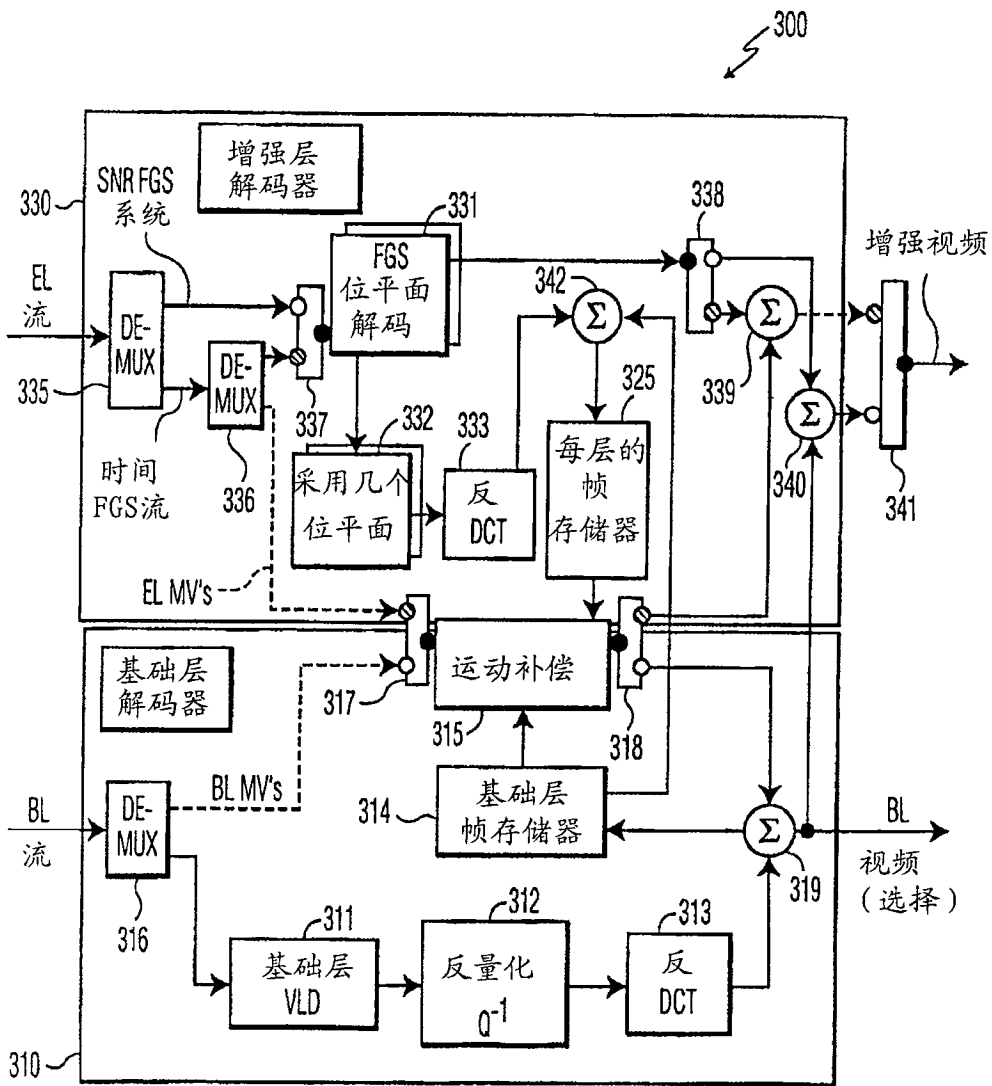 300
增强层
解码器
SNR FGS
系统
330
331
FGS
位平面
解码
338
增强视频
EL
流
DE-
MUX
335
DE-
MUX
336
337
342
Σ
Σ
339
325
每层的
帧
存储器
Σ
340
341
时间
FGS流
332
采用几个
位平面
333
反
DCT
EL MV's
基础层
解码器
317
运动补偿
315
318
BL MV's
BL
流
DE-
MUX
316
314
基础层
帧存储器
Σ
319
BL
视频
(选择)
311
基础层
VLD
312
反量化
Q⁻¹
313
反
DCT
310